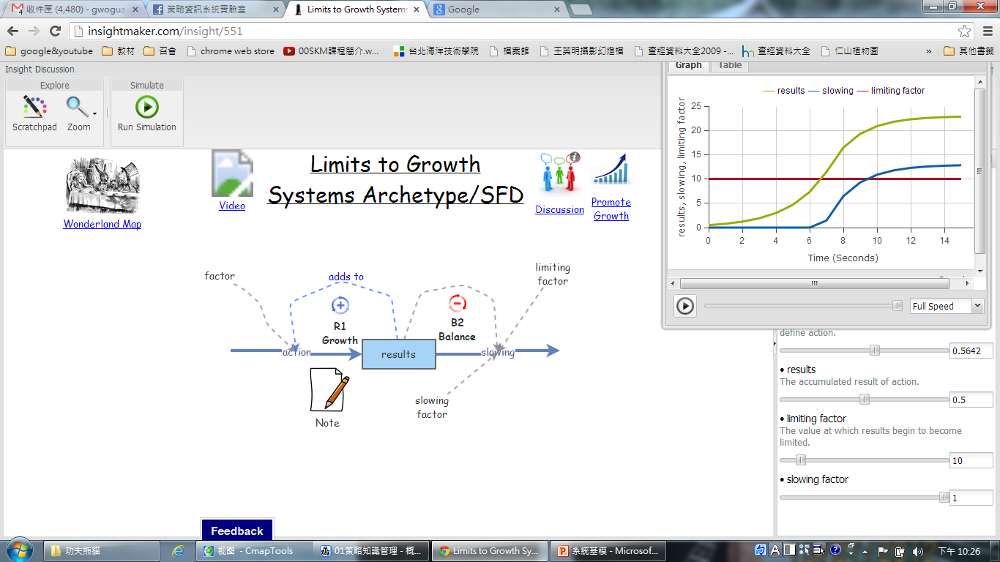 收件匣 (4,480) - gwogua
策略資訊系統實驗室
Limits to Growth Systems
Google
insightmaker.com/insight/551
google&youtube
教材
召會
chrome web store
00SKM課程簡介.w...
台北海洋技術學院
檔案館
王英明攝影幻燈檔
查經資料大全2009 -...
查經資料大全
仁山植物園
»
其他書籤
Insight Discussion
Explore
Simulate
Scratchpad
Zoom
Run Simulation
Wonderland Map
Video
Limits to Growth
Systems Archetype/SFD
Discussion
Promote
Growth
factor
adds to
limiting
factor
R1
Growth
B2
Balance
action
results
slowing
Note
slowing
factor
Feedback
Graph
Table
results
slowing
limiting factor
results, slowing, limiting factor
25
20
15
10
5
0
0 2 4 6 8 10 12 14
Time (Seconds)
Full Speed
define action.
0.5642
• results
The accumulated result of action.
0.5
• limiting factor
The value at which results begin to become
limited.
10
• slowing factor
1
功夫熊貓
视图 - CmapTools
01策略知識管理 - 概...
Limits to Growth Sy...
系統基模 - Microsof...
下午 10:26